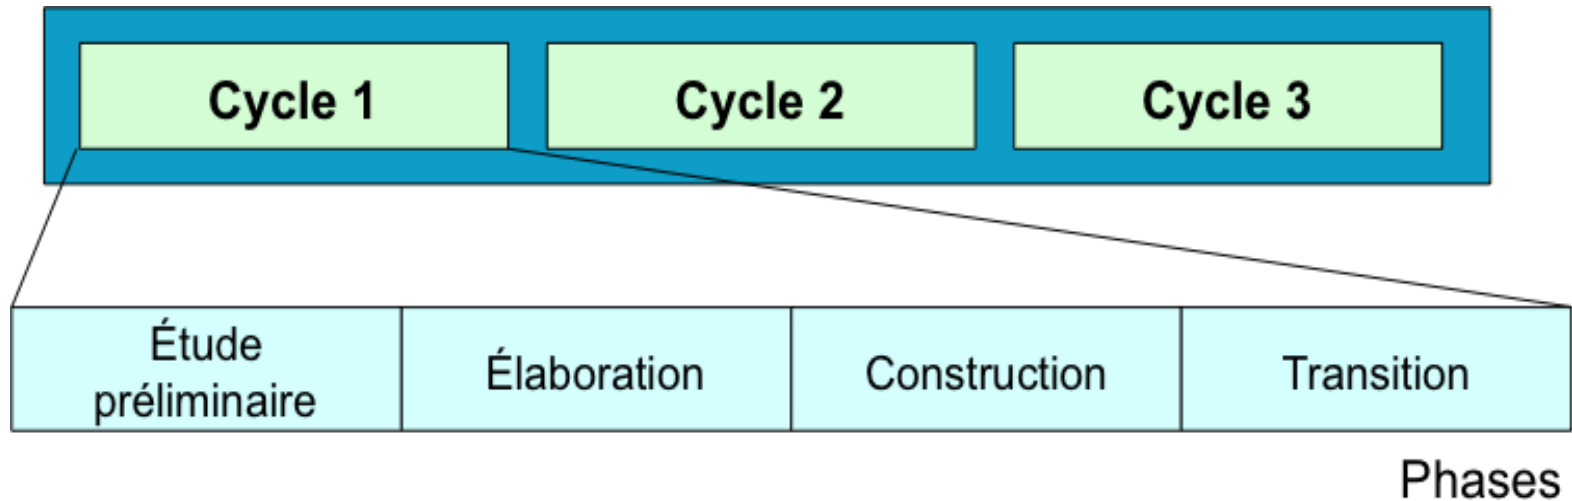 Cycle 1
Cycle 2
Cycle 3
Étude
préliminaire
Élaboration
Construction
Transition
Phases